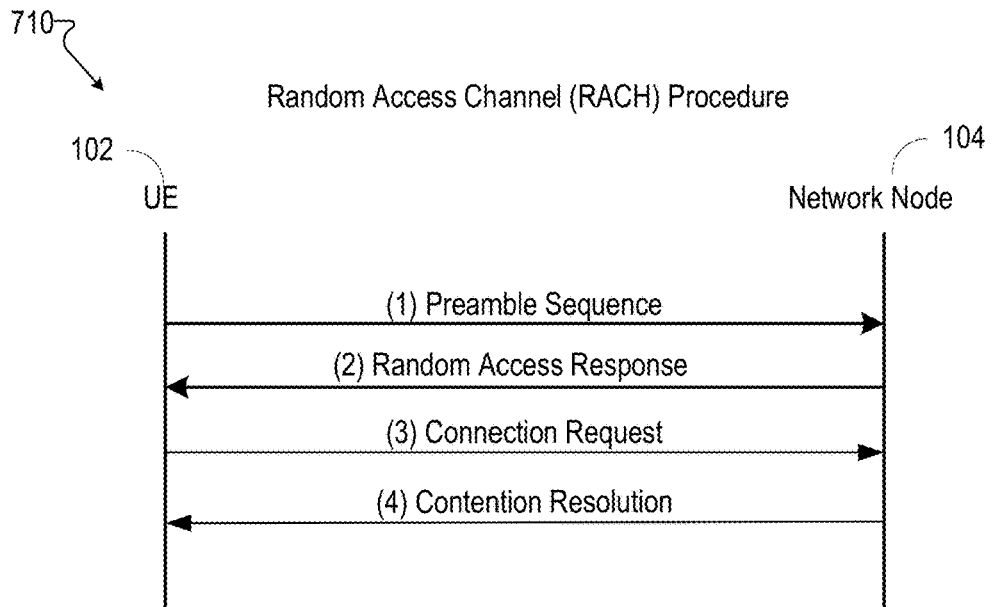 710
Random Access Channel (RACH) Procedure
102
104
UE
Network Node
(1) Preamble Sequence
(2) Random Access Response
(3) Connection Request
(4) Contention Resolution